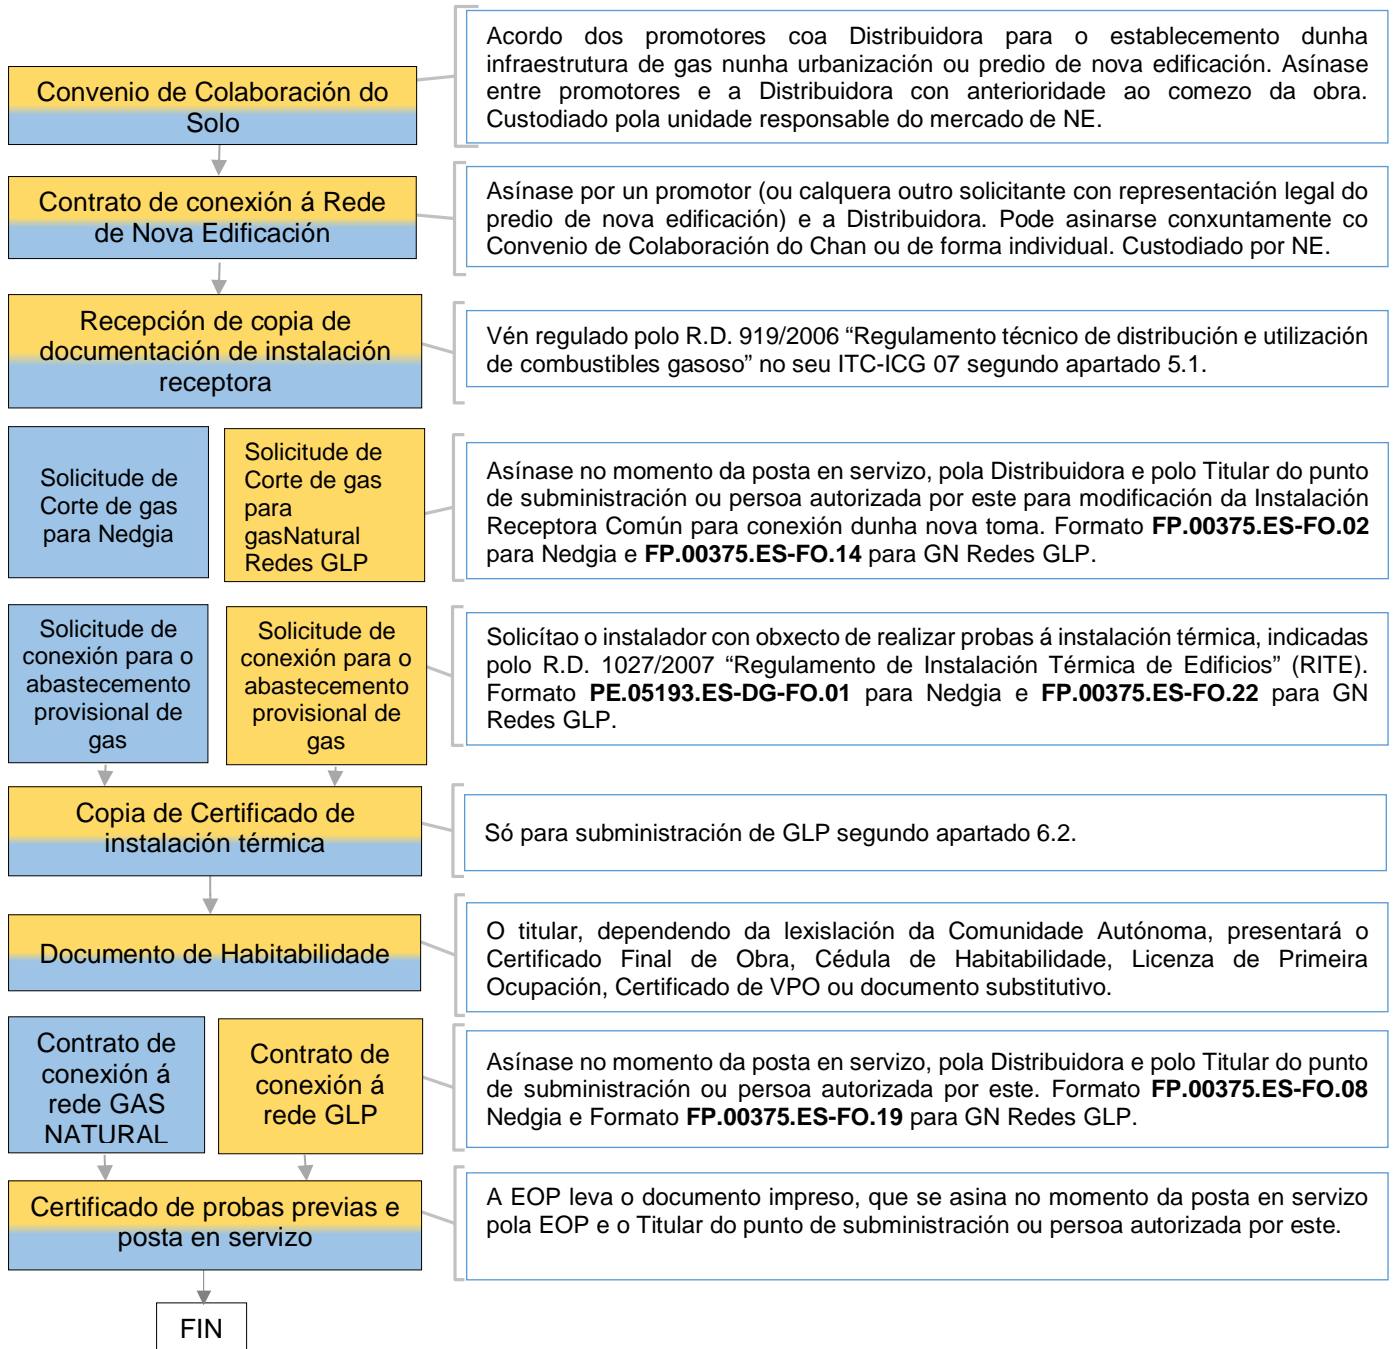 Convenio de Colaboración do
Solo
Acordo dos promotores coa Distribuidora para o establecemento dunha
infraestrutura de gas nunha urbanización ou predio de nova edificación. Asínase
entre promotores e a Distribuidora con anterioridade ao comezo da obra.
Custodiado pola unidade responsable do mercado de NE.
Contrato de conexión á Rede
de Nova Edificación
Asínase por un promotor (ou calquera outro solicitante con representación legal do
predio de nova edificación) e a Distribuidora. Pode asinarse conxuntamente co
Convenio de Colaboración do Chan ou de forma individual. Custodiado por NE.
Recepción de copia de
documentación de instalación
receptora
Vén regulado polo R.D. 919/2006 “Regulamento técnico de distribución e utilización
de combustibles gasoso” no seu ITC-ICG 07 segundo apartado 5.1.
Solicitude de
Corte de gas
para Nedgia
Solicitude de
Corte de gas
para
gasNatural
Redes GLP
Asínase no momento da posta en servizo, pola Distribuidora e polo Titular do punto
de subministración ou persoa autorizada por este para modificación da Instalación
Receptora Común para conexión dunha nova toma. Formato FP.00375.ES-FO.02
para Nedgia e FP.00375.ES-FO.14 para GN Redes GLP.
Solicitude de
conexión para o
abastecemento
provisional de
gas
Solicitude de
conexión para o
abastecemento
provisional de
gas
Solicítao o instalador con obxecto de realizar probas á instalación térmica, indicadas
polo R.D. 1027/2007 “Regulamento de Instalación Térmica de Edificios” (RITE).
Formato PE.05193.ES-DG-FO.01 para Nedgia e FP.00375.ES-FO.22 para GN
Redes GLP.
Copia de Certificado de
instalación térmica
Só para subministración de GLP segundo apartado 6.2.
Documento de Habitabilidade
O titular, dependendo da lexislación da Comunidade Autónoma, presentará o
Certificado Final de Obra, Cédula de Habitabilidade, Licenza de Primeira
Ocupación, Certificado de VPO ou documento substitutivo.
Contrato de
conexión á
rede GAS
NATURAL
Contrato de
conexión á
rede GLP
Asínase no momento da posta en servizo, pola Distribuidora e polo Titular do punto
de subministración ou persoa autorizada por este. Formato FP.00375.ES-FO.08
Nedgia e Formato FP.00375.ES-FO.19 para GN Redes GLP.
Certificado de probas previas e
posta en servizo
A EOP leva o documento impreso, que se asina no momento da posta en servizo
pola EOP e o Titular do punto de subministración ou persoa autorizada por este.
FIN